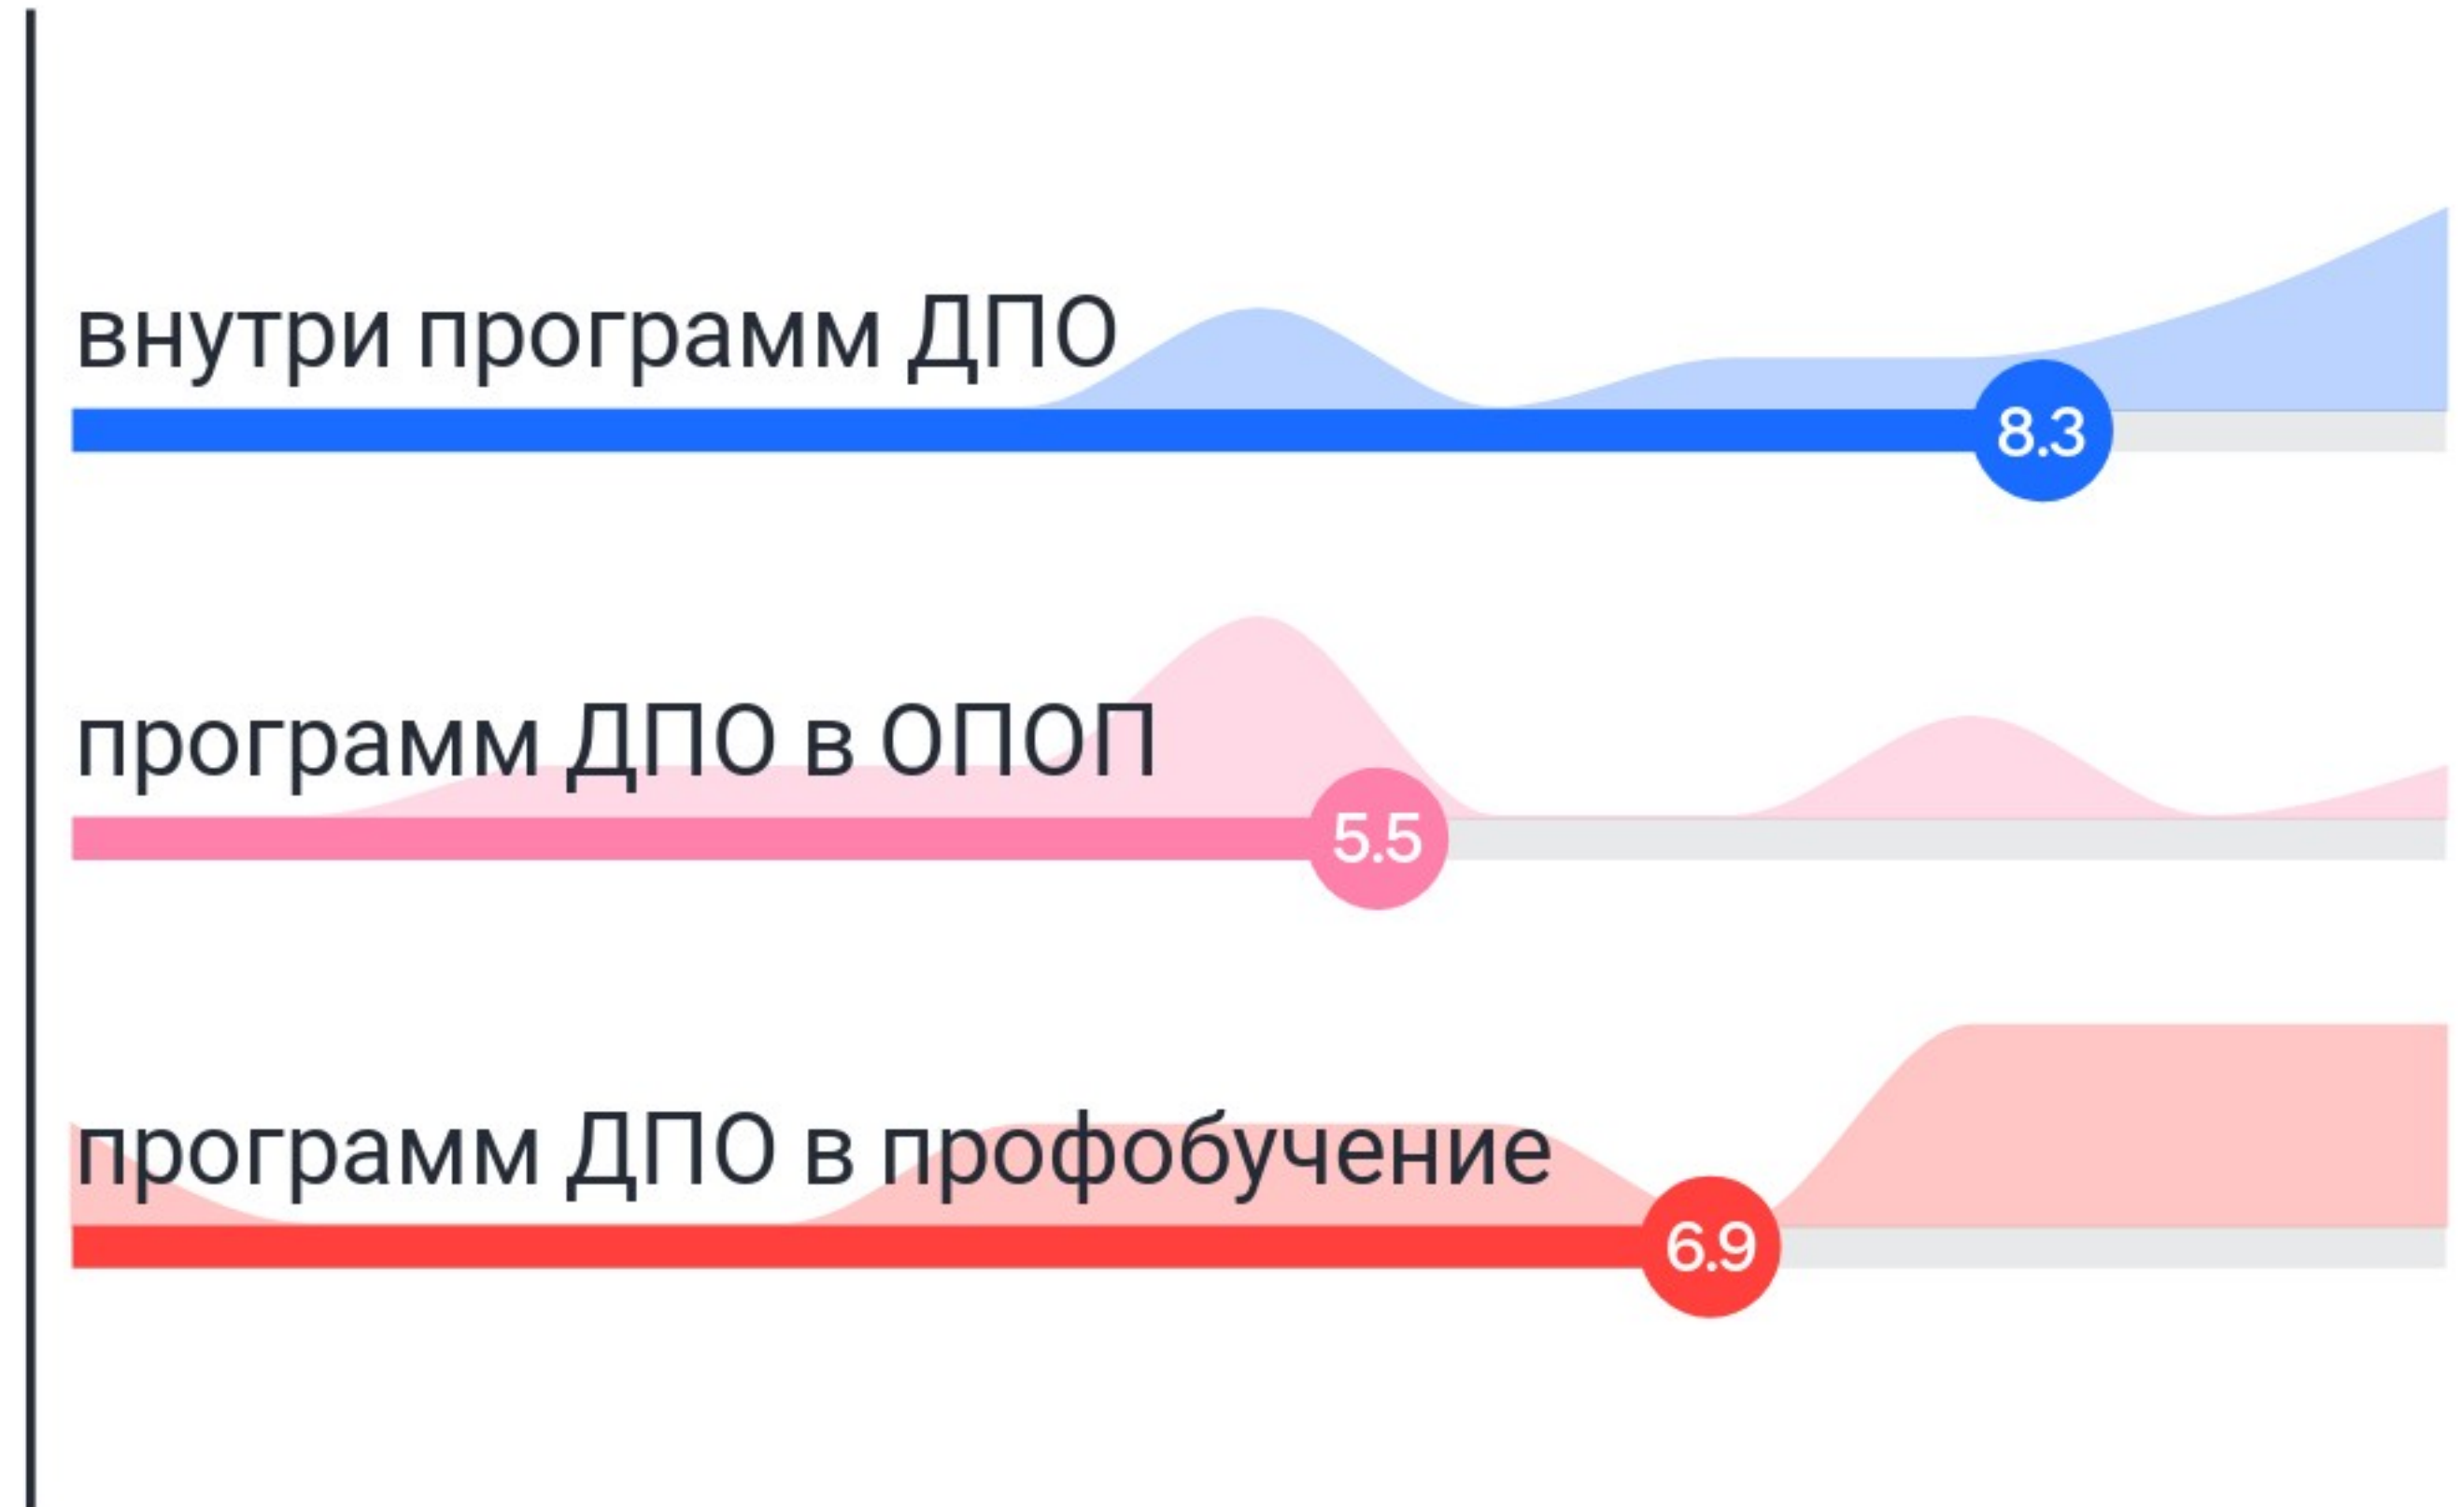 внутри программ ДПО
8.3
программ ДПО в ОПОП
5.5
программ ДПО в профобучение
6.9